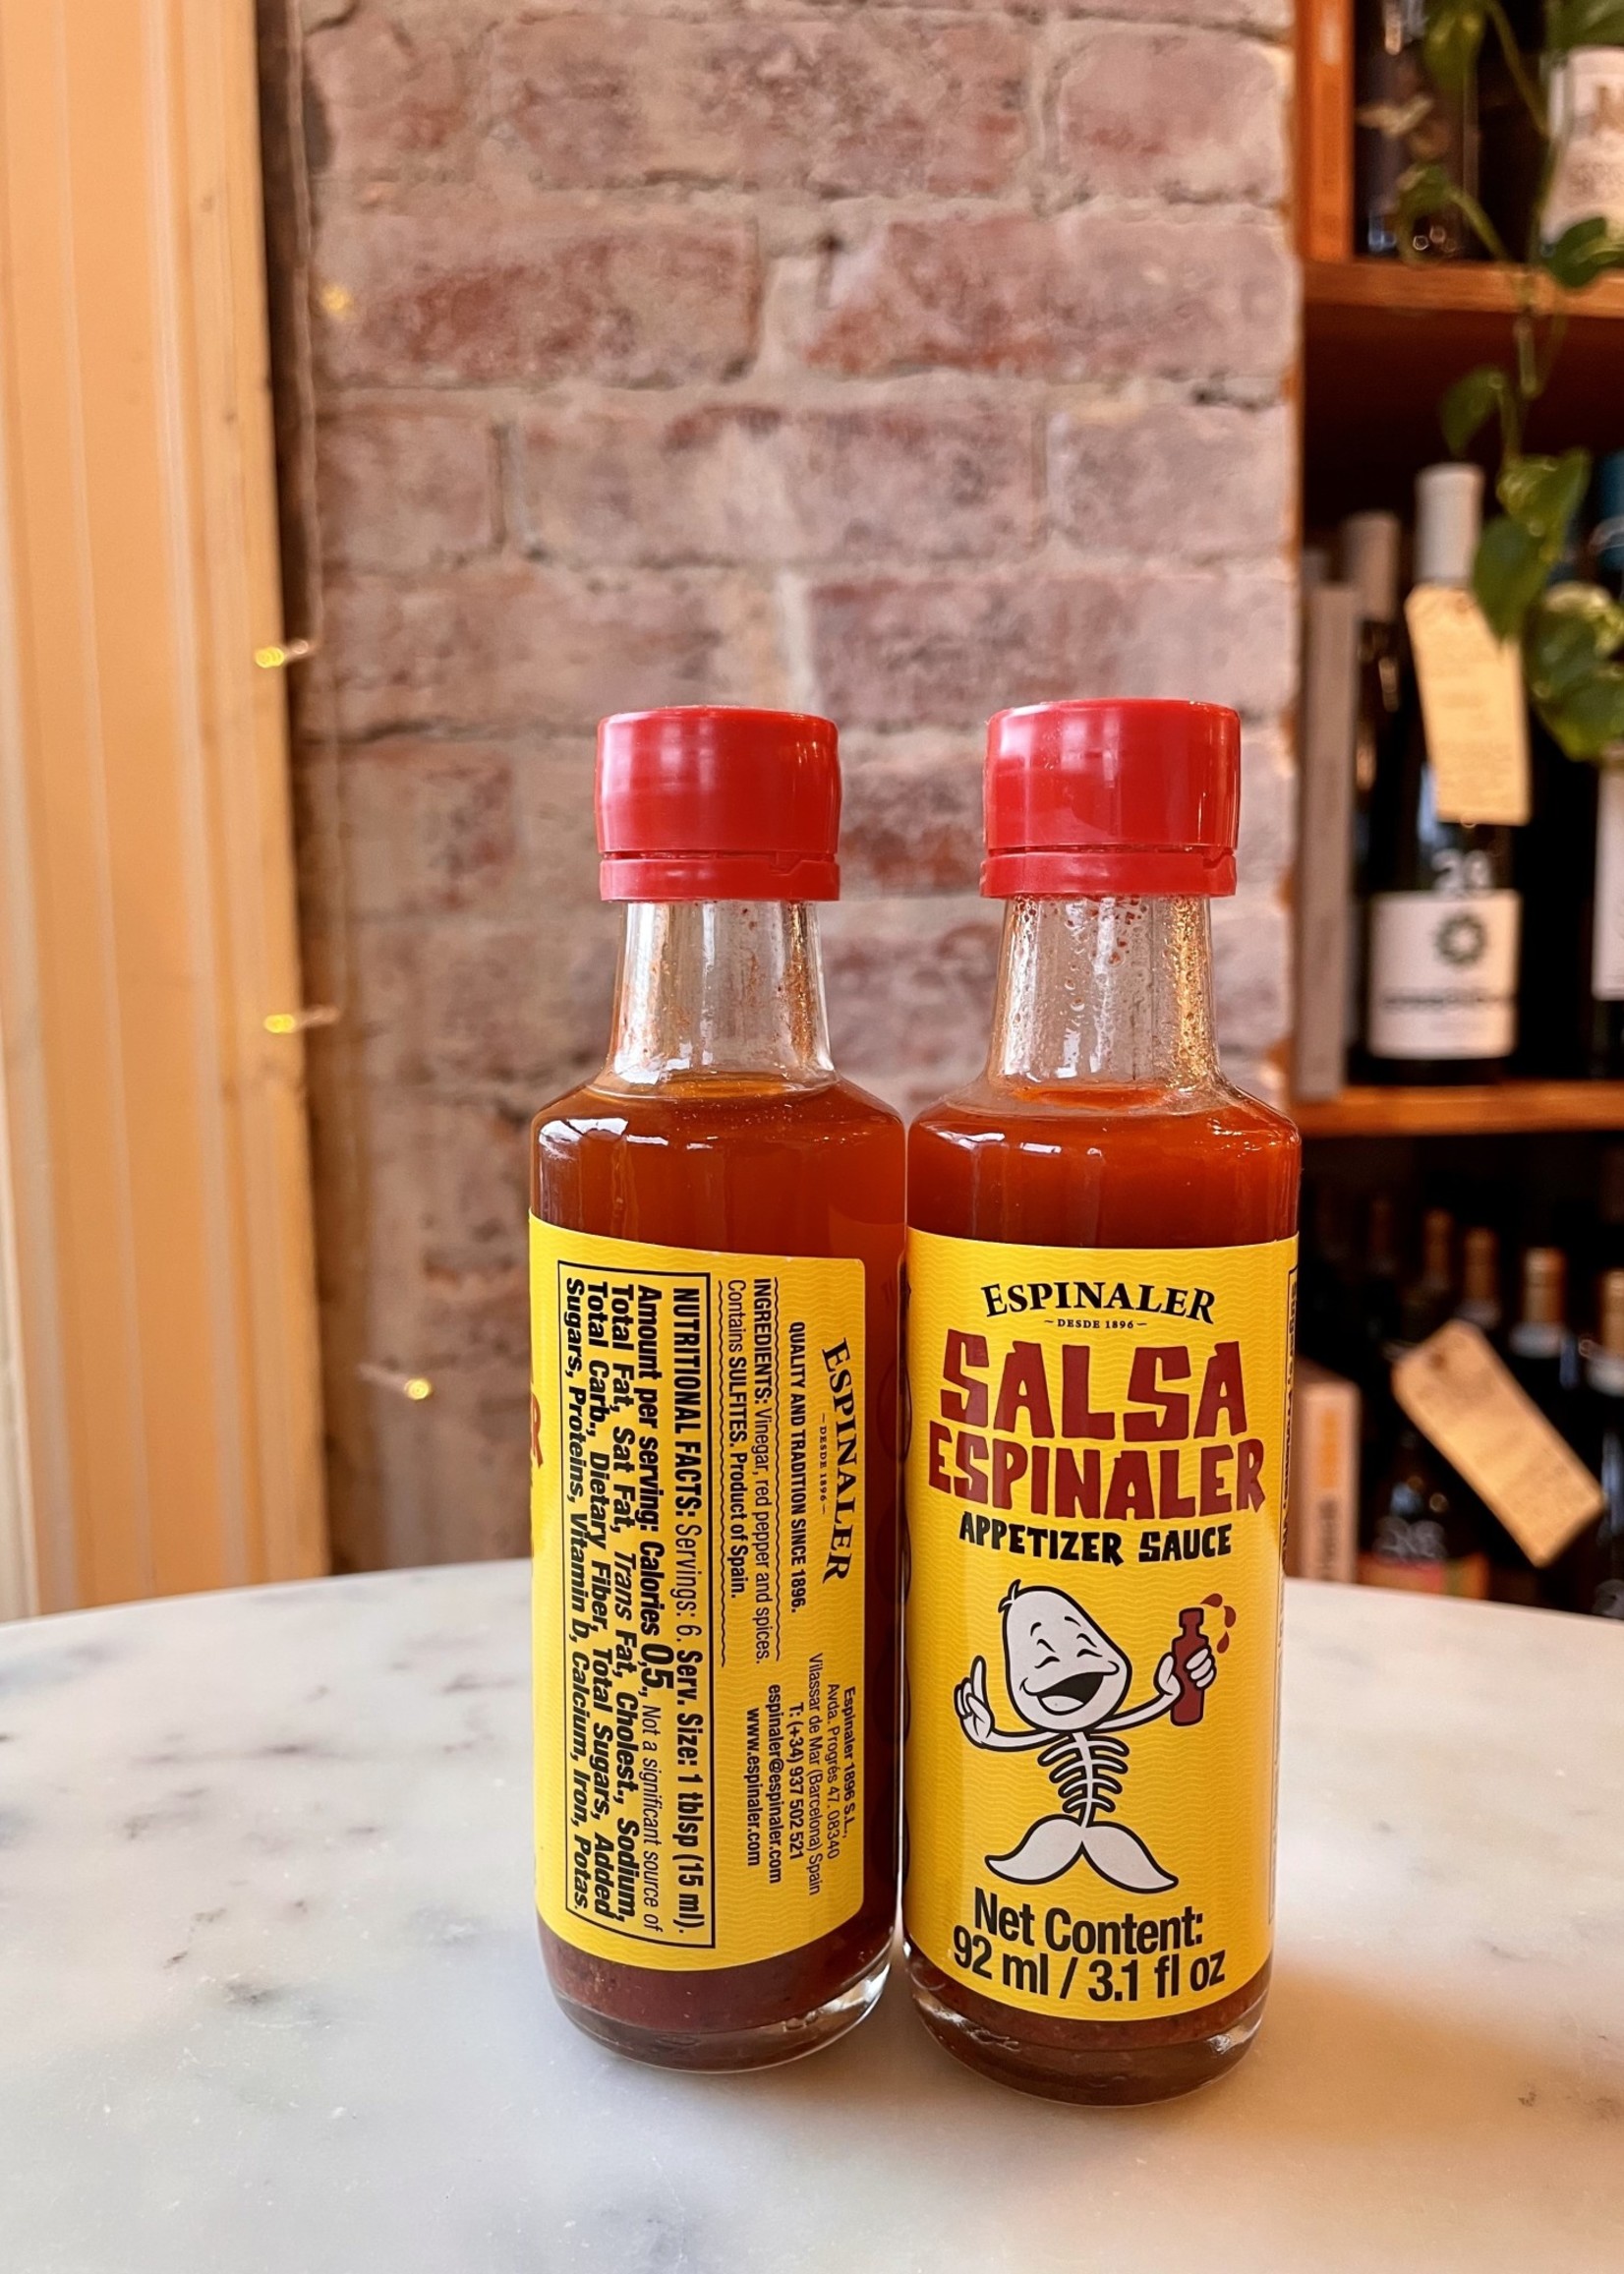 ESPINALER
~ DESDE 1896 ~
QUALITY AND TRADITION SINCE 1896.
INGREDIENTS: Vinegar, red pepper and spices.
Contains SULFITES. Product of Spain.
Espinaler 1896 S.L.,
Avda. Progrés 47. 08340
Vilassar de Mar (Barcelona) Spain
T: (+34) 937 502 521
espinaler@espinaler.com
www.espinaler.com
NUTRITIONAL FACTS: Servings: 6. Serv. Size: 1 tblsp (15 ml).
Amount per serving: Calories 0,5., Not a significant source of
Total Fat, Sat Fat, Trans Fat, Cholest., Sodium,
Total Carb., Dietary Fiber, Total Sugars, Added
Sugars, Proteins, Vitamin D, Calcium, Iron, Potas.
ESPINALER
~ DESDE 1896 ~
SALSA
ESPINALER
APPETIZER SAUCE
Net Content:
92 ml / 3.1 fl oz